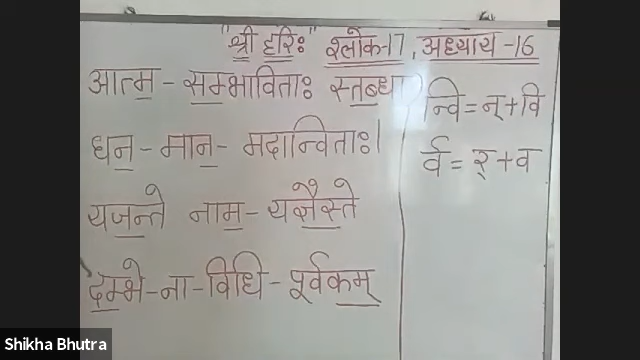 "श्री हरिः" श्लोक-17, अध्याय-16
आत्म - सम्भाविताः स्तब्धा
धन - मान - मदान्विताः।
यजन्ते नाम - यज्ञैस्ते
दम्भे-ना-विधि-पूर्वकम्
न्वि = न् + वि
र्व = र् + व
Shikha Bhutra